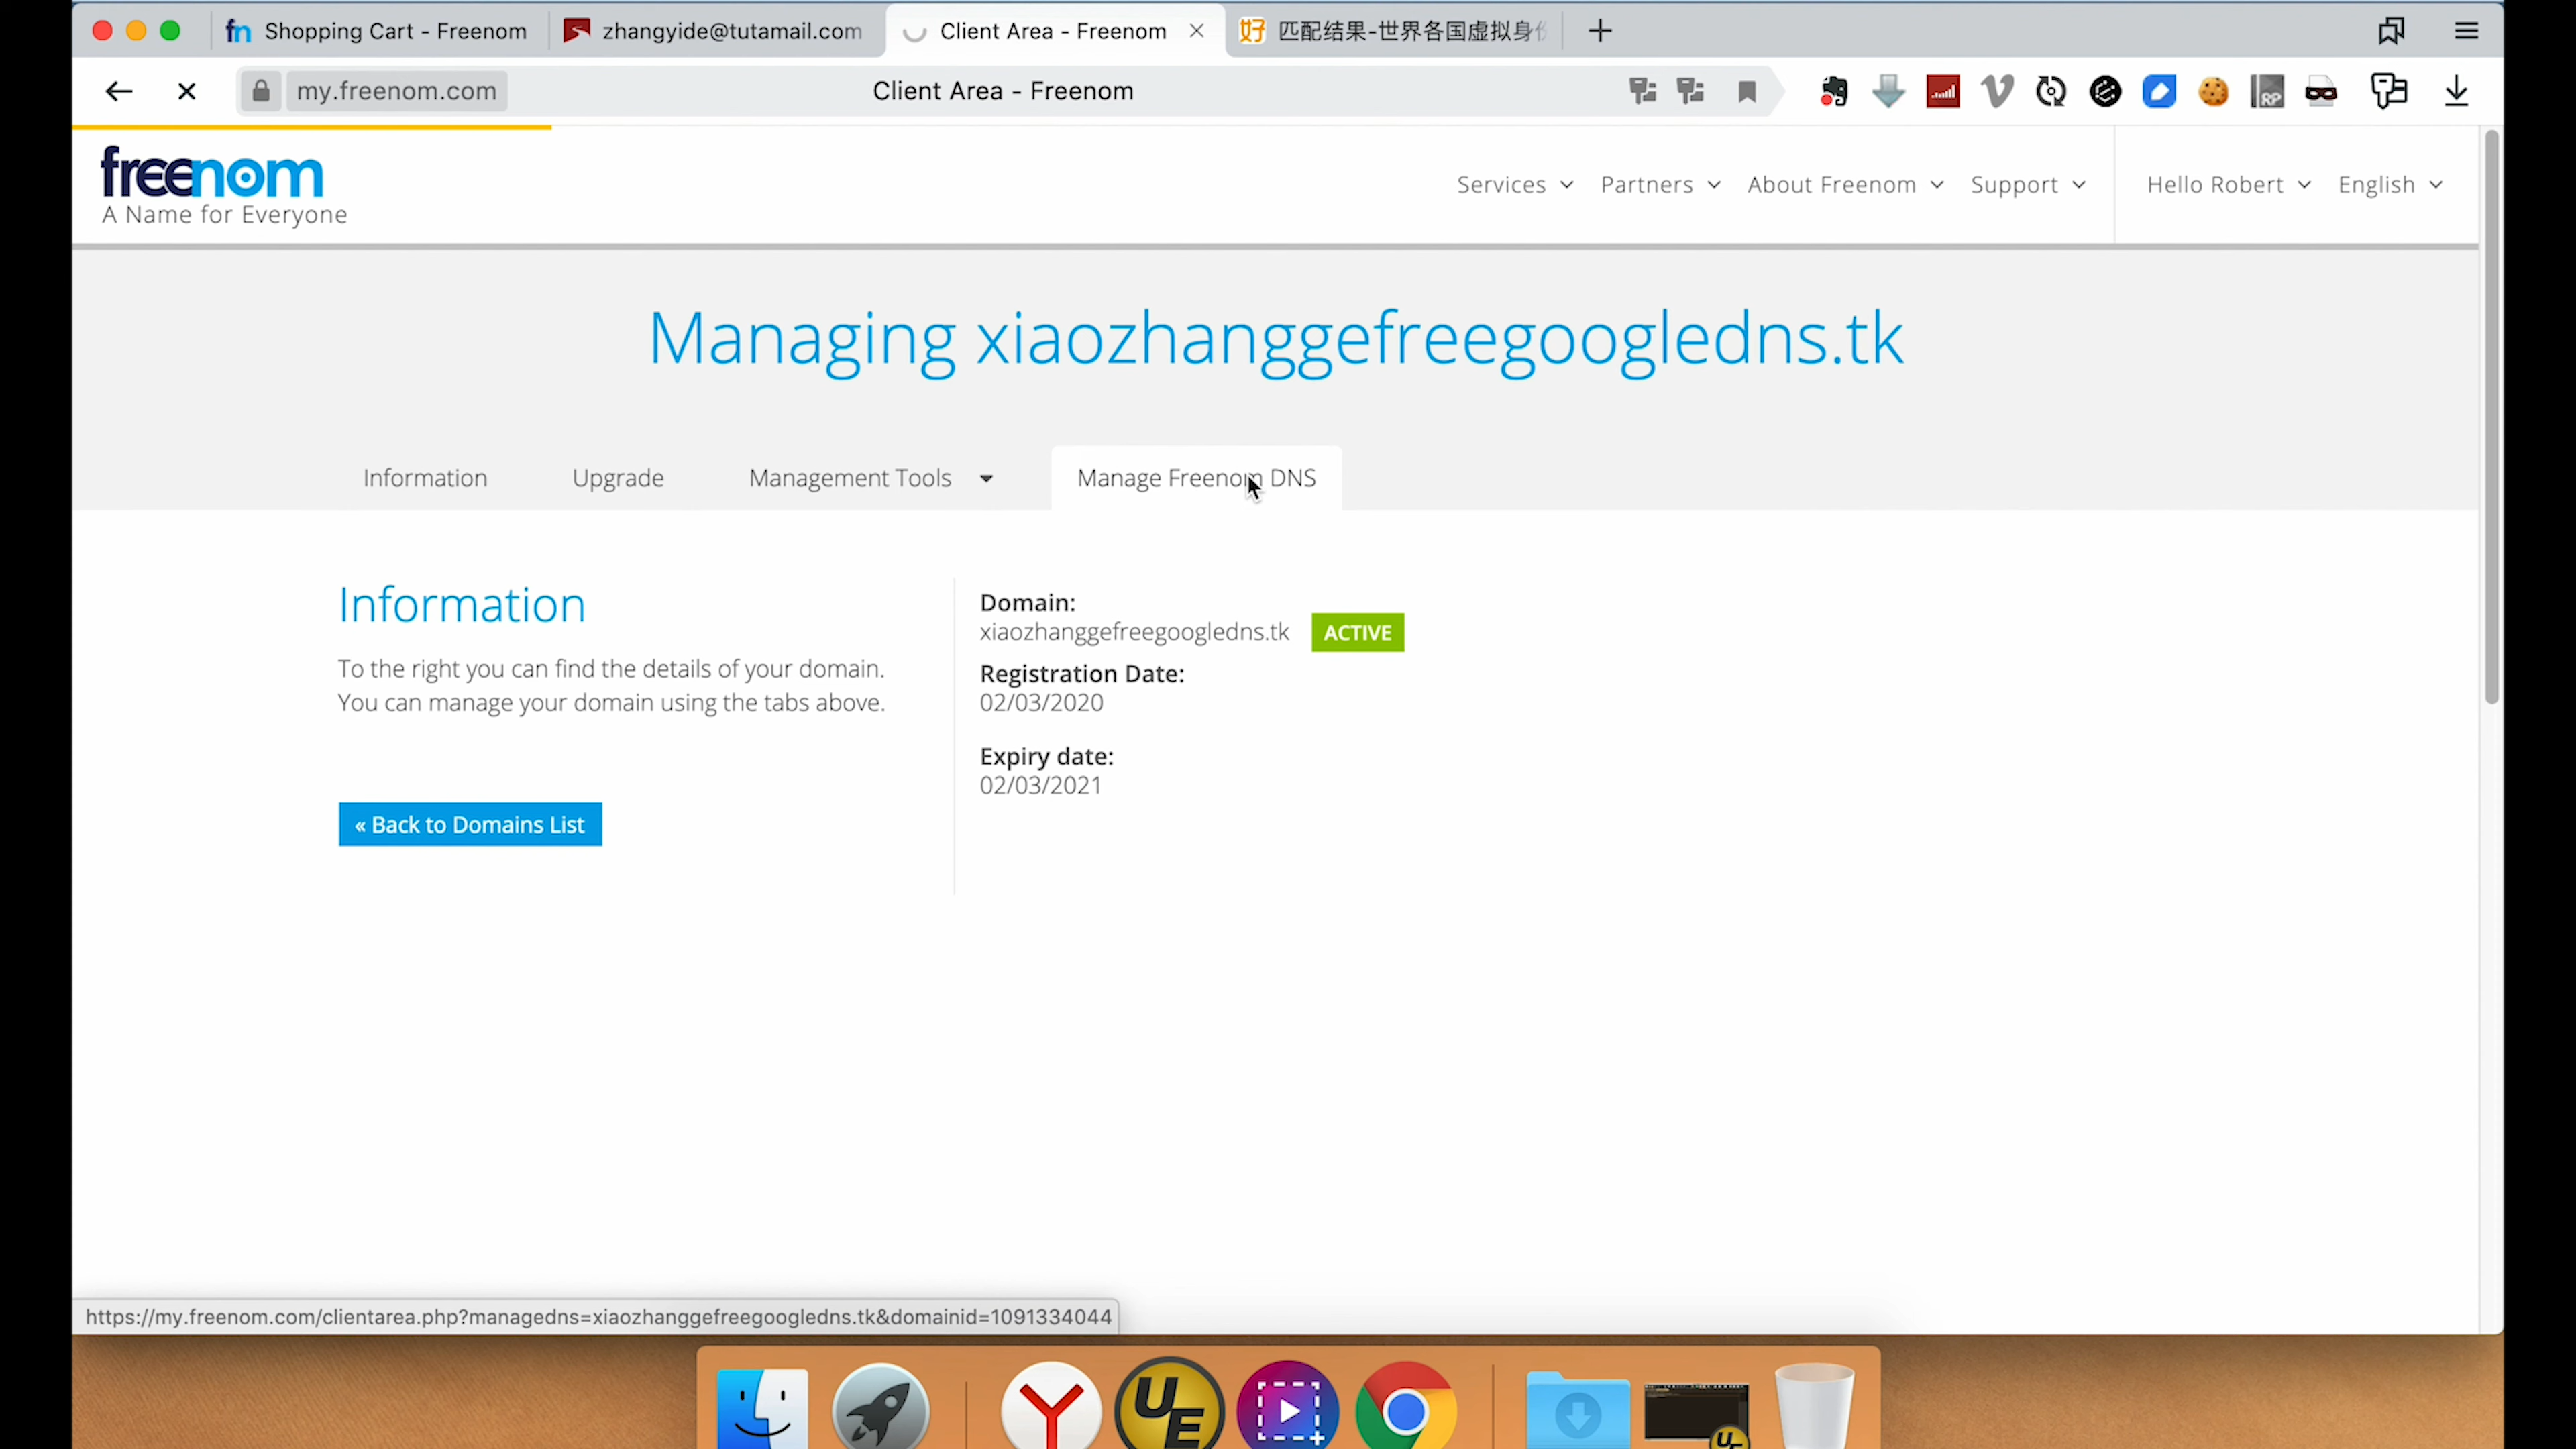 Shopping Cart - Freenom
zhangyide@tutamail.com
Client Area - Freenom
匹配结果-世界各国虚拟身份
my.freenom.com
Client Area - Freenom
RP
freenom
A Name for Everyone
Services
Partners
About Freenom
Support
Hello Robert
English
Managing xiaozhanggefreegoogledns.tk
Information
Upgrade
Management Tools
Manage Freenom DNS
Information
To the right you can find the details of your domain.
You can manage your domain using the tabs above.
« Back to Domains List
Domain:
xiaozhanggefreegoogledns.tk
ACTIVE
Registration Date:
02/03/2020
Expiry date:
02/03/2021
https://my.freenom.com/clientarea.php?managedns=xiaozhanggefreegoogledns.tk&domainid=1091334044
UE
UE